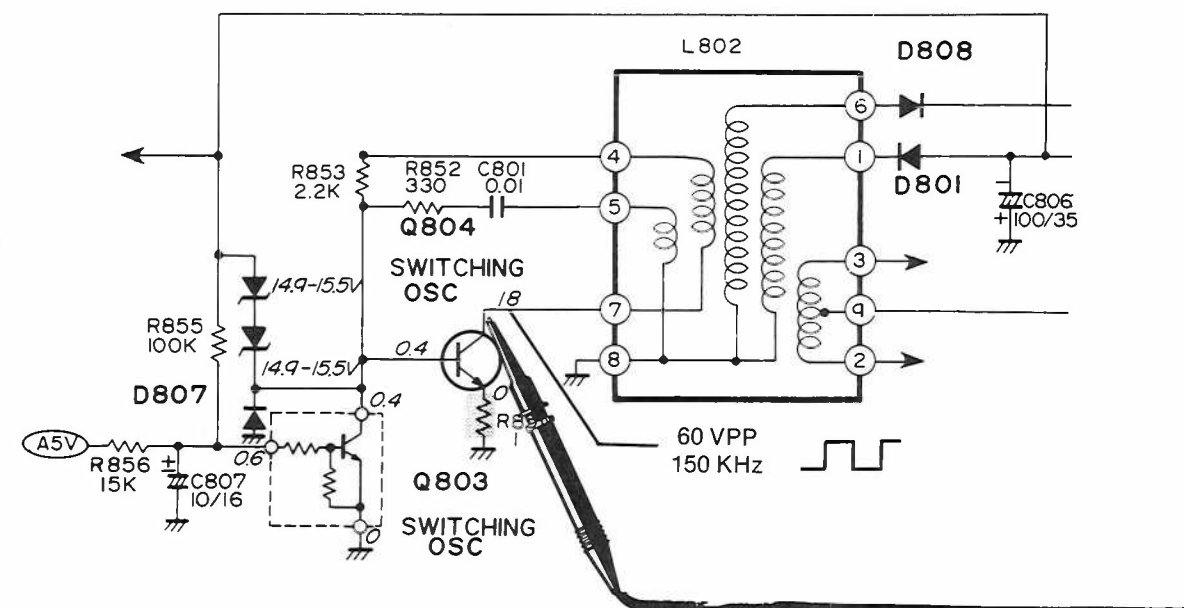 L802
D808
6
4
1
R853
2.2K
R852
330
C801
0.01
D801
5
C806
100/35
−
+
Q804
SWITCHING
OSC
14.9-15.5V
3
18
7
9
R855
100K
14.9-15.5V
0.4
8
2
D807
0
0.4
A5V
0.6
60 VPP
150 KHz
R856
15K
±
C807
10/16
Q803
SWITCHING
OSC
0